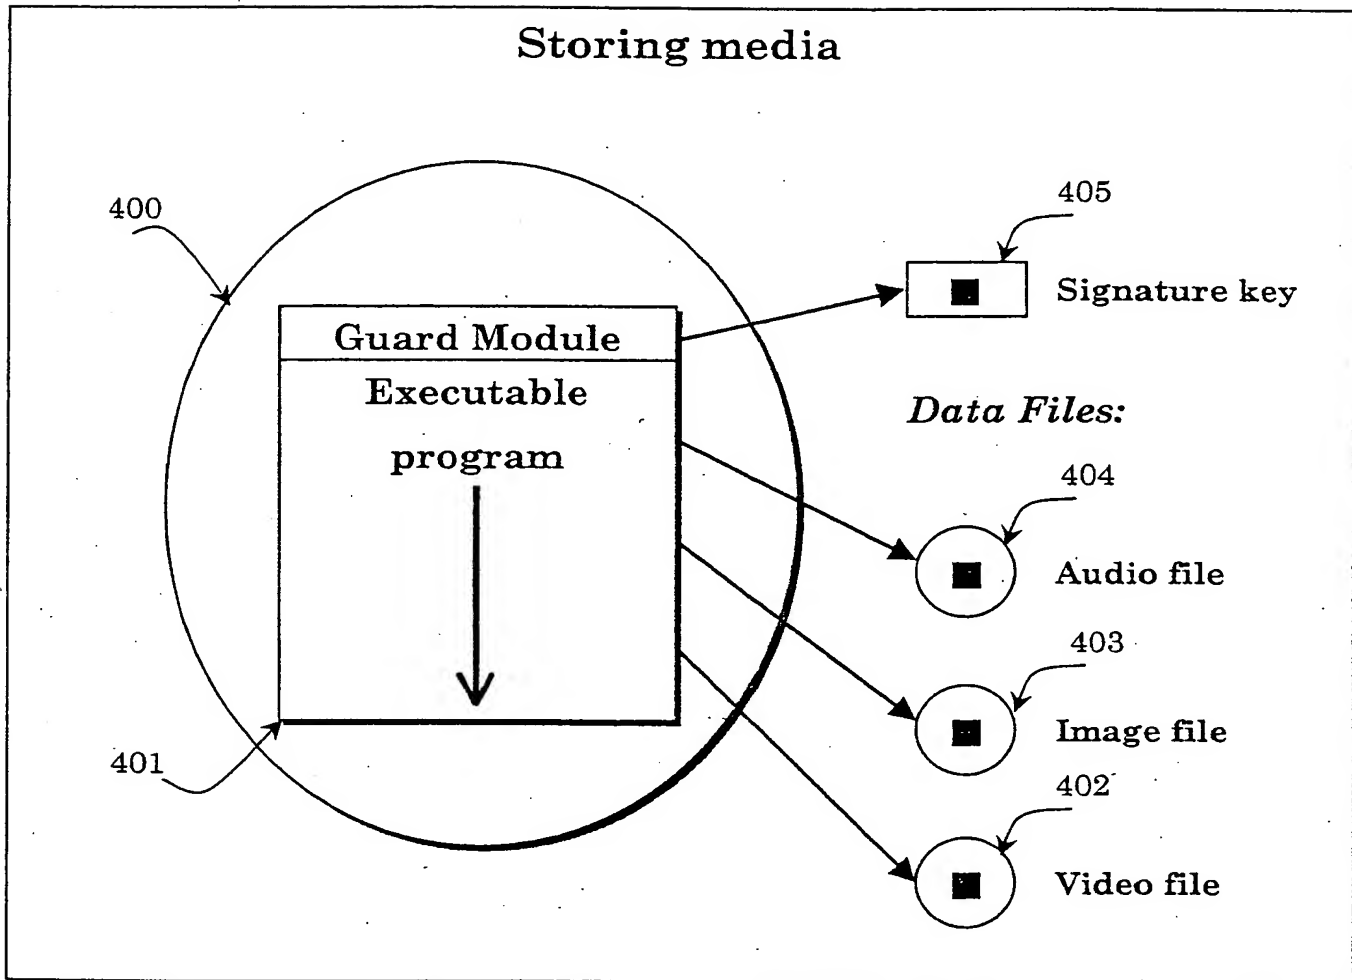 Storing media
400
405
Signature key
Guard Module
Executable
program
Data Files:
404
Audio file
403
Image file
401
402
Video file